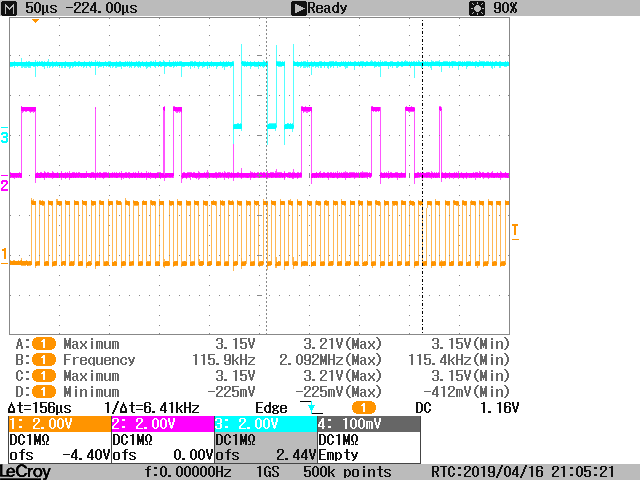 M 50µs -224.00µs Ready 90%
3
2
T
1
A: 1 Maximum 3.15V 3.21V(Max) 3.15V(Min)
B: 1 Frequency 115.9kHz 2.092MHz(Max) 115.4kHz(Min)
C: 1 Maximum 3.15V 3.21V(Max) 3.15V(Min)
D: 1 Minimum -225mV -225mV(Max) -412mV(Min)
Δt=156µs 1/Δt=6.41kHz Edge 1 DC 1.16V
1: 2.00V 2: 2.00V 3: 2.00V 4: 100mV
DC1MΩ DC1MΩ DC1MΩ DC1MΩ
ofs -4.40V ofs 0.00V ofs 2.44V Empty
LeCroy f:0.00000Hz 1GS 500k points RTC:2019/04/16 21:05:21